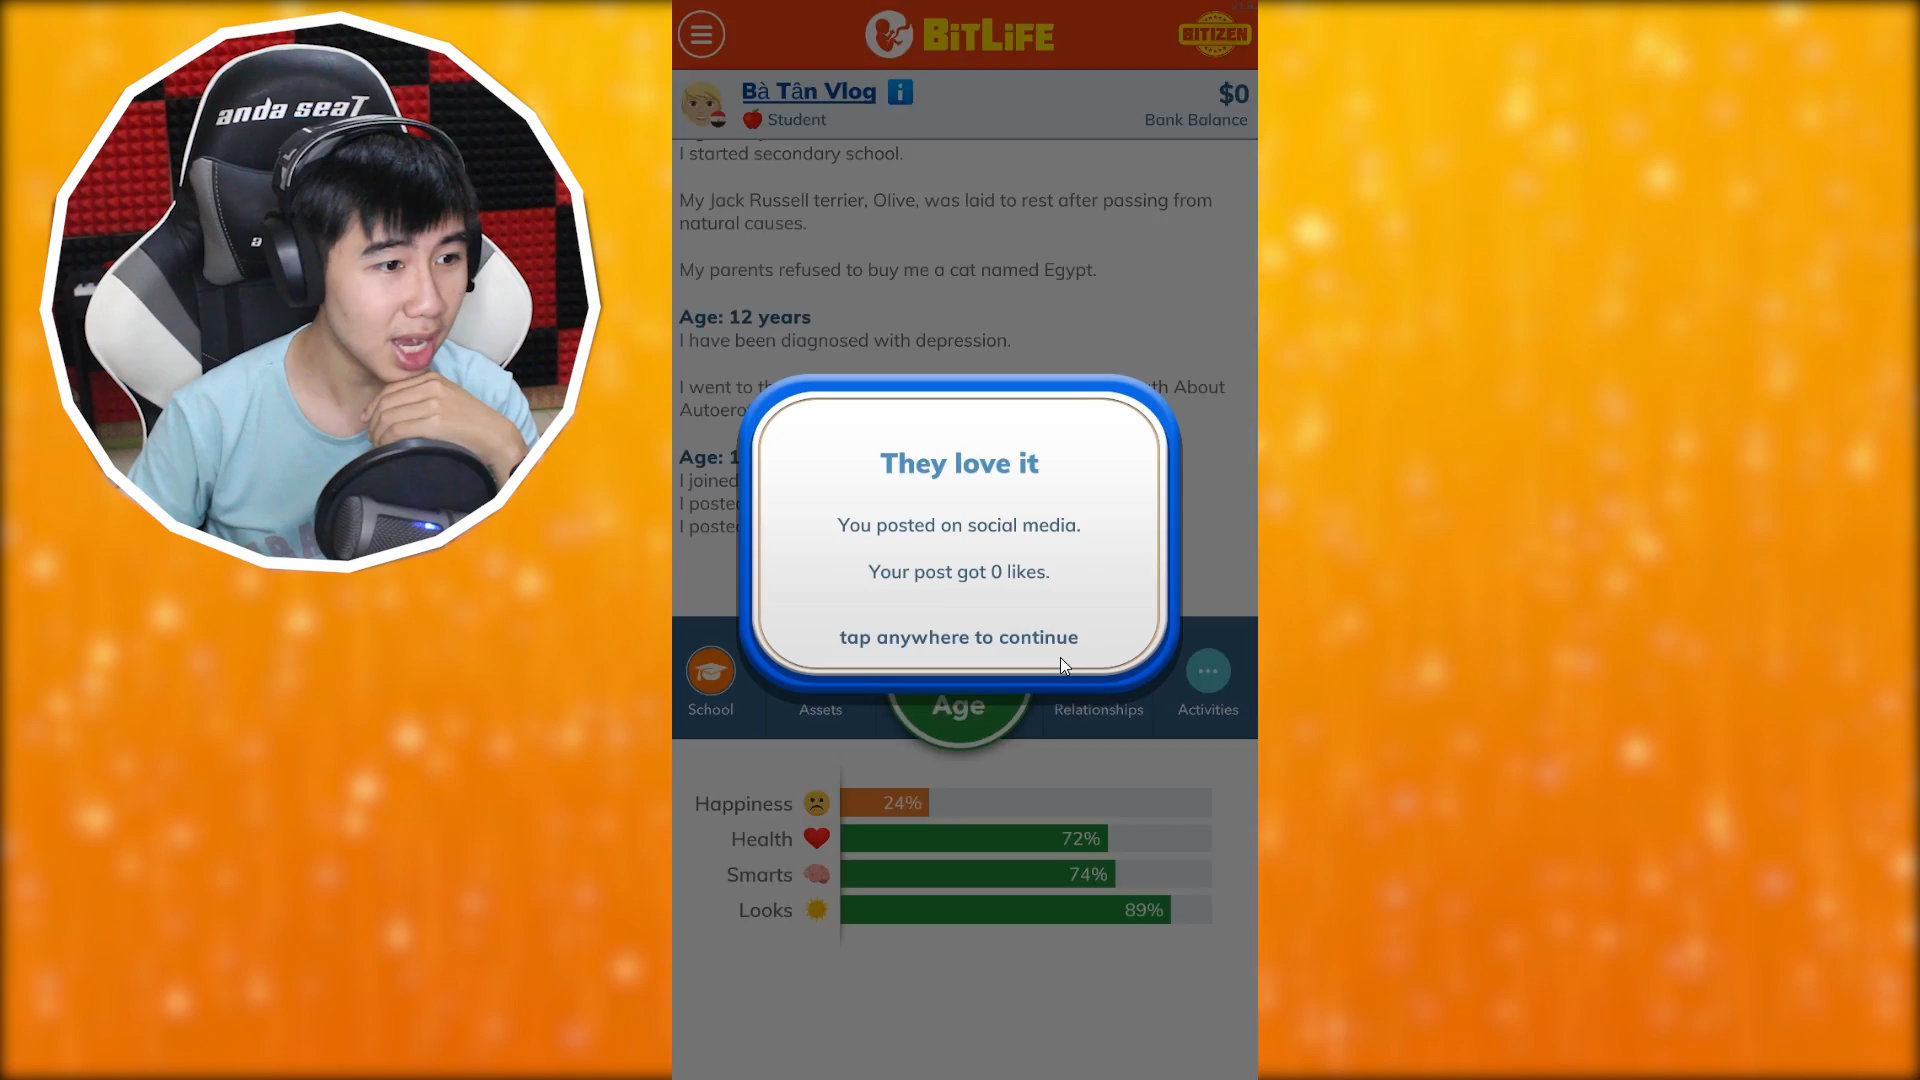 anda seaT
a
BiTLiFE
BITIZEN
Bà Tân Vlog i
$0
Student
Bank Balance
I started secondary school.
My Jack Russell terrier, Olive, was laid to rest after passing from
natural causes.
My parents refused to buy me a cat named Egypt.
Age: 12 years
I have been diagnosed with depression.
I went to th
th About
Autoero
Age: 1
I joined
I poste
I poste
They love it
You posted on social media.
Your post got 0 likes.
tap anywhere to continue
School
Assets
Age
Relationships
Activities
Happiness 24%
Health 72%
Smarts 74%
Looks 89%